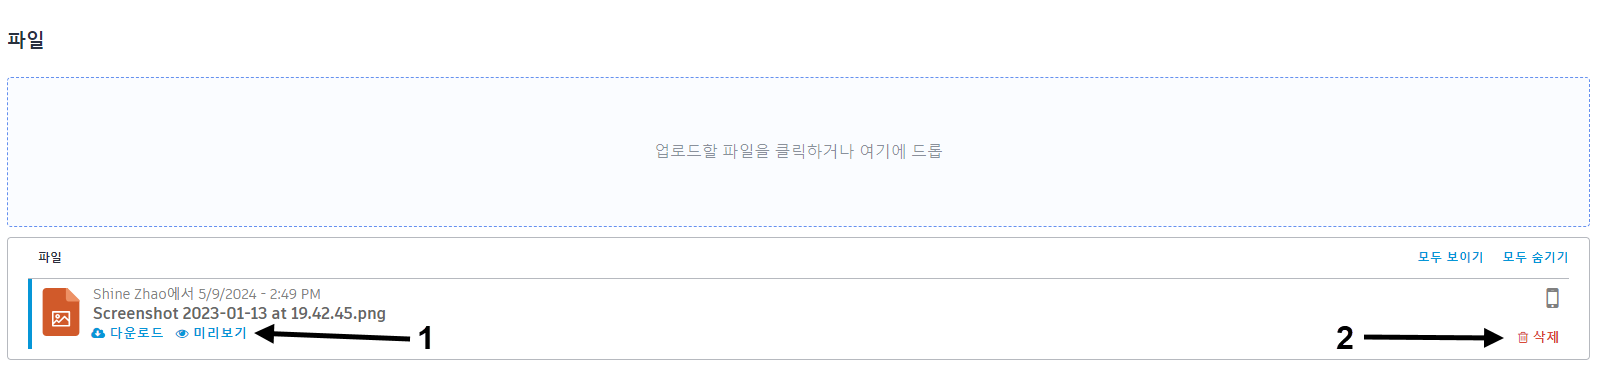 파일
업로드할 파일을 클릭하거나 여기에 드롭
파일 모두 보이기 모두 숨기기
Shine Zhao에서 5/9/2024 - 2:49 PM
Screenshot 2023-01-13 at 19.42.45.png
다운로드 미리보기 1 2 삭제